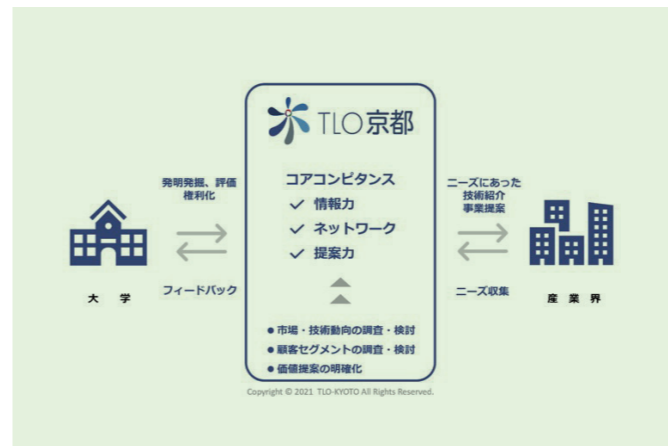 TLO京都
コアコンピタンス
✓ 情報力
✓ ネットワーク
✓ 提案力
発明発掘、評価
権利化
フィードバック
大 学
ニーズにあった
技術紹介
事業提案
ニーズ収集
産 業 界
● 市場・技術動向の調査・検討
● 顧客セグメントの調査・検討
● 価値提案の明確化
Copyright © 2021 TLO-KYOTO All Rights Reserved.